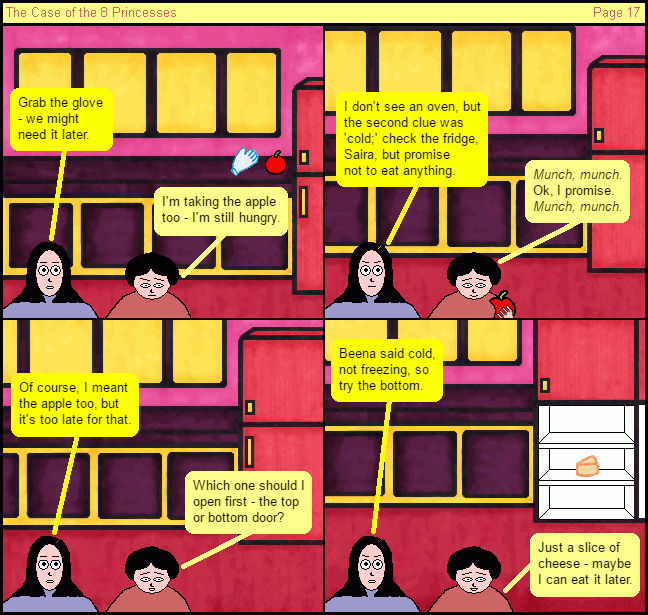 The Case of the 8 Princesses
Page 17
Grab the glove
- we might
need it later.
I'm taking the apple
too - I'm still hungry.
I don't see an oven, but
the second clue was
'cold;' check the fridge,
Saira, but promise
not to eat anything.
Munch, munch.
Ok, I promise.
Munch, munch.
Of course, I meant
the apple too, but
it's too late for that.
Which one should I
open first - the top
or bottom door?
Beena said cold,
not freezing, so
try the bottom.
Just a slice of
cheese - maybe
I can eat it later.